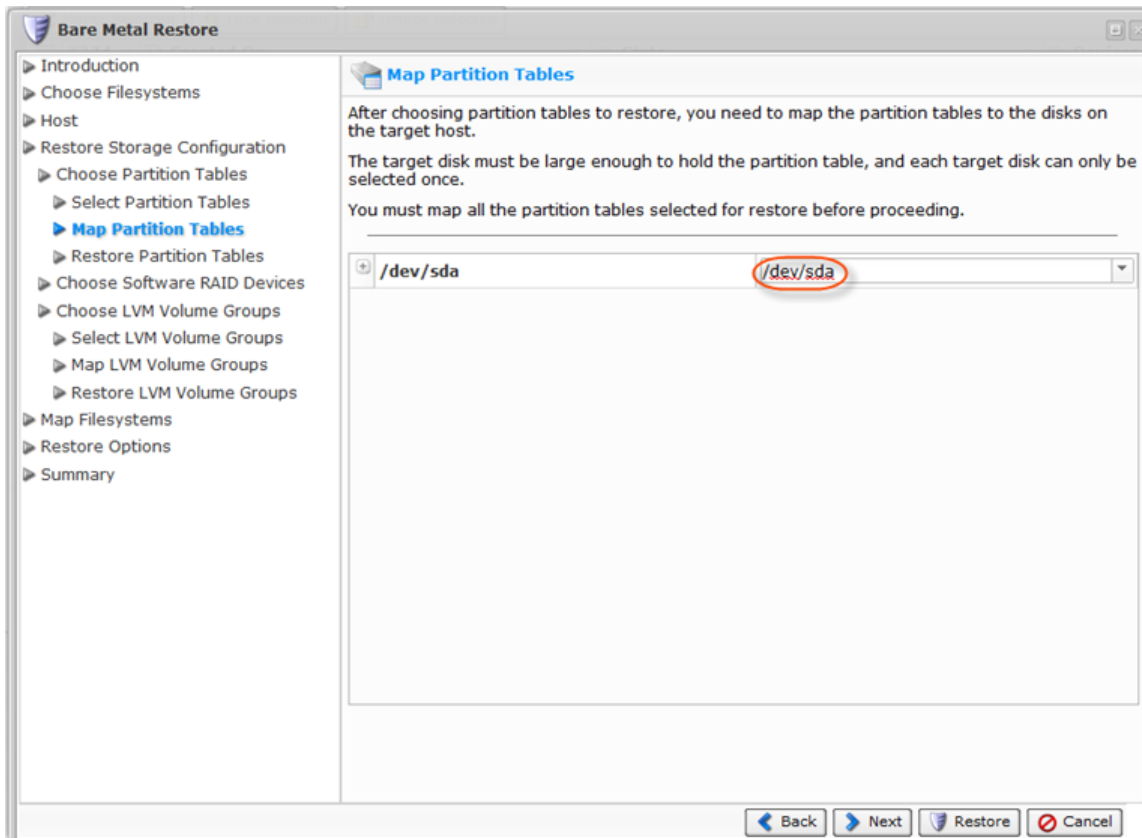 Bare Metal Restore
Introduction
Choose Filesystems
Host
Restore Storage Configuration
Choose Partition Tables
Select Partition Tables
Map Partition Tables
Restore Partition Tables
Choose Software RAID Devices
Choose LVM Volume Groups
Select LVM Volume Groups
Map LVM Volume Groups
Restore LVM Volume Groups
Map Filesystems
Restore Options
Summary
Map Partition Tables
After choosing partition tables to restore, you need to map the partition tables to the disks on
the target host.
The target disk must be large enough to hold the partition table, and each target disk can only be
selected once.
You must map all the partition tables selected for restore before proceeding.
/dev/sda /dev/sda
Back Next Restore Cancel